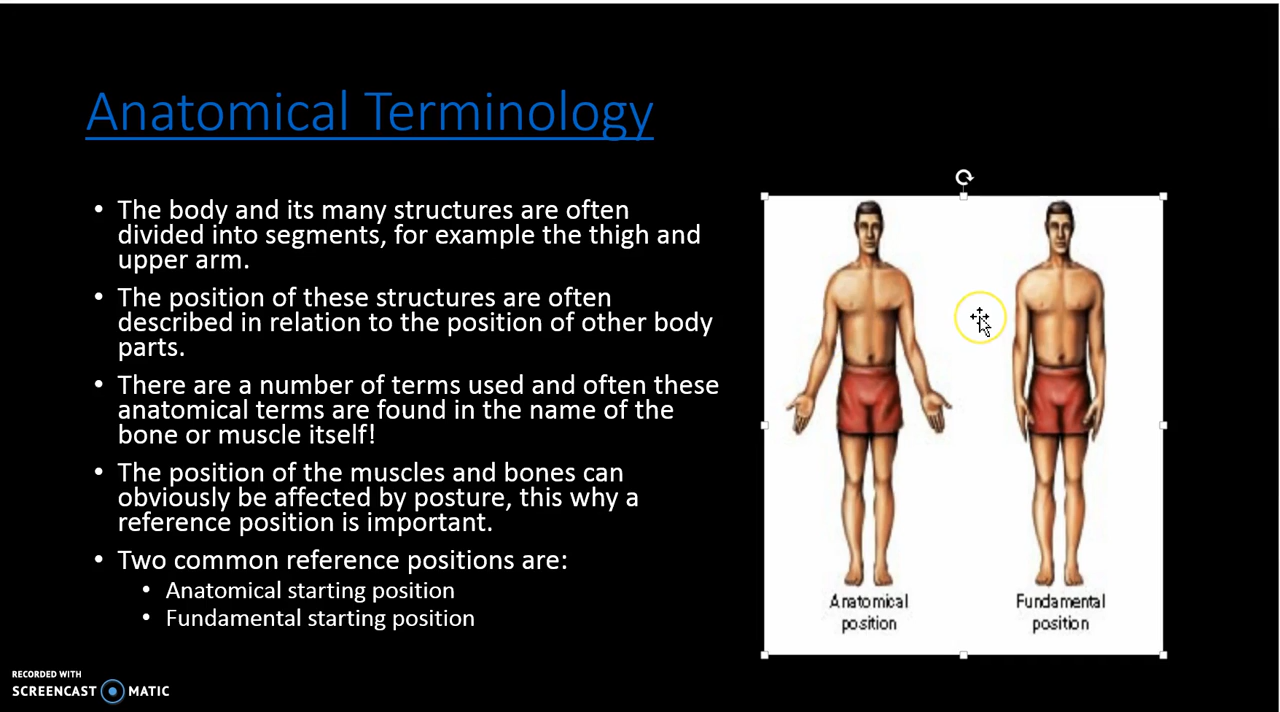 Anatomical Terminology
• The body and its many structures are often
divided into segments, for example the thigh and
upper arm.
• The position of these structures are often
described in relation to the position of other body
parts.
• There are a number of terms used and often these
anatomical terms are found in the name of the
bone or muscle itself!
• The position of the muscles and bones can
obviously be affected by posture, this why a
reference position is important.
• Two common reference positions are:
• Anatomical starting position
• Fundamental starting position
Anatomical
position
Fundamental
position
RECORDED WITH
SCREENCAST MATIC